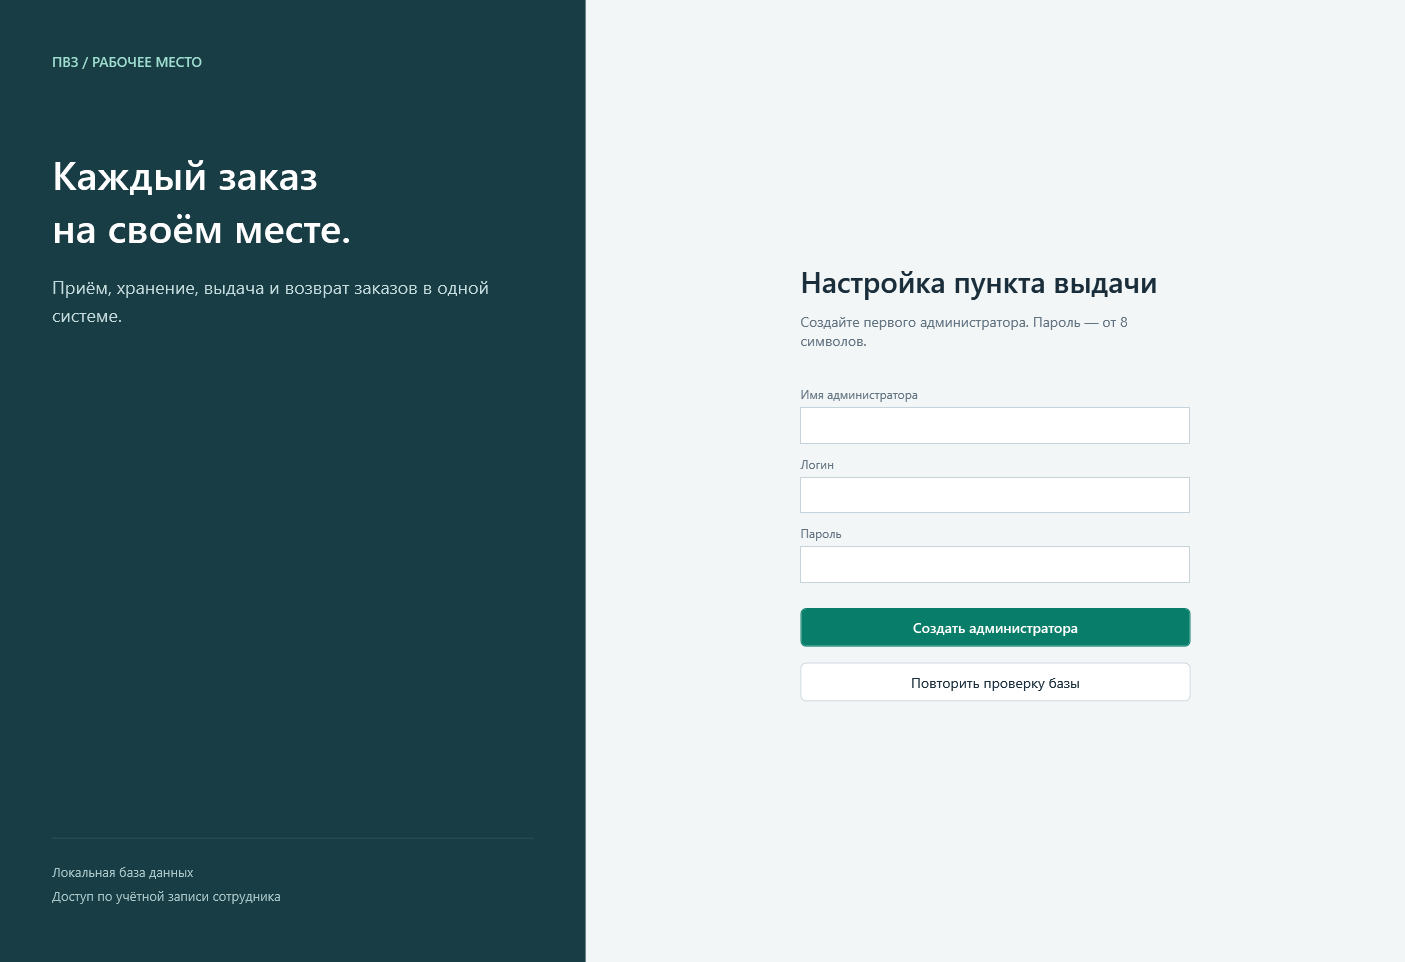 ПВЗ / РАБОЧЕЕ МЕСТО
Каждый заказ
на своём месте.
Приём, хранение, выдача и возврат заказов в одной
системе.
Локальная база данных
Доступ по учётной записи сотрудника
Настройка пункта выдачи
Создайте первого администратора. Пароль — от 8
символов.
Имя администратора
Логин
Пароль
Создать администратора
Повторить проверку базы